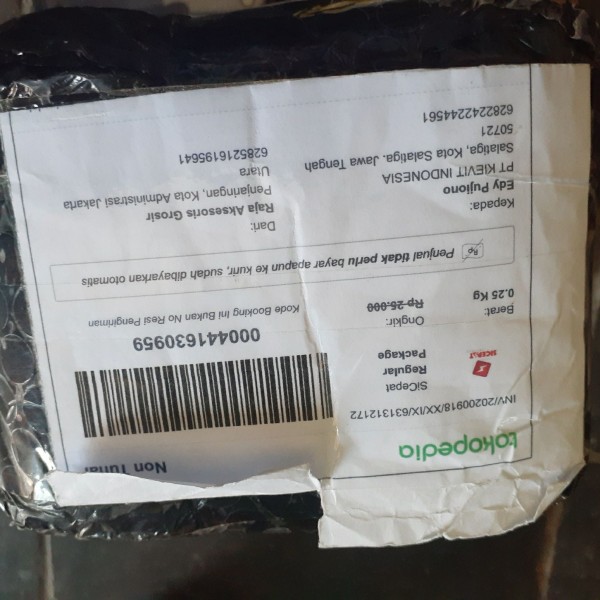 tokopedia
Non Tunai
INV/20200918/XX/IX/631312172
SiCepat
Regular
Package
SICEPAT
000441630959
Kode Booking Ini Bukan No Resi Pengiriman
Berat:
0.25 Kg
Ongkir:
Rp 25.000
Rp
Penjual tidak perlu bayar apapun ke kurir, sudah dibayarkan otomatis
Kepada:
Edy Pujiono
PT KIEVIT INDONESIA
Salatiga, Kota Salatiga. Jawa Tengah
50721
6282242244561
Dari:
Raja Aksesoris Grosir
Penjaringan, Kota Administrasi Jakarta
Utara
6285216195641